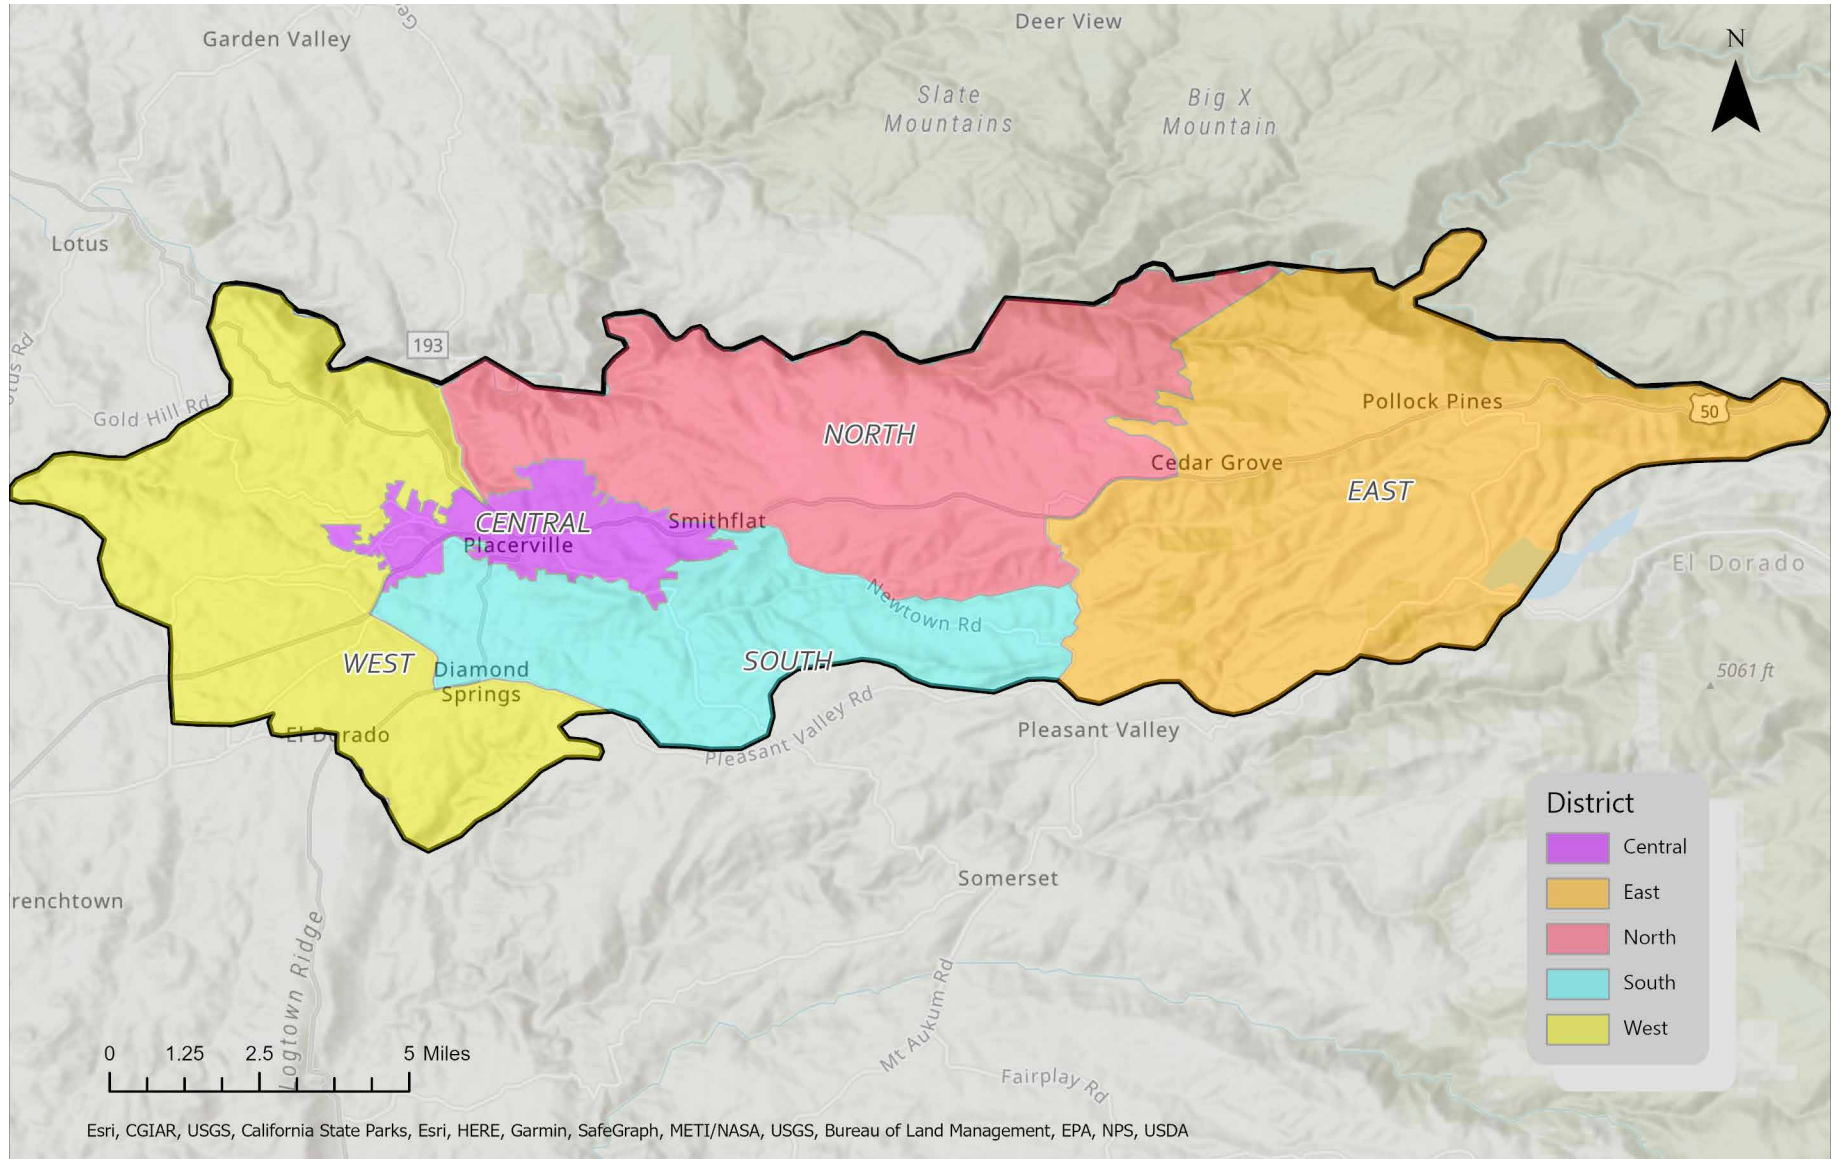 Garden Valley
Ge
Deer View
N
Slate
Mountains
Big X
Mountain
Lotus
193
otus Rd
Gold Hill Rd
Pollock Pines
50
NORTH
Cedar Grove
EAST
CENTRAL
Smithflat
Placerville
El Dorado
Newtown Rd
WEST
Diamond
Springs
SOUTH
5061 ft
Pleasant Valley Rd
El Dorado
Pleasant Valley
District
Central
East
North
South
West
Somerset
renchtown
Logtown Ridge
Mt Aukum Rd
Fairplay Rd
0 1.25 2.5 5 Miles
Esri, CGIAR, USGS, California State Parks, Esri, HERE, Garmin, SafeGraph, METI/NASA, USGS, Bureau of Land Management, EPA, NPS, USDA